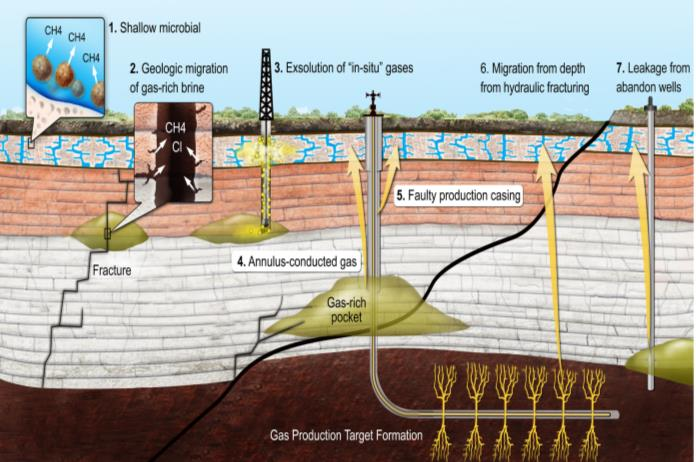 CH4
CH4
CH4
1. Shallow microbial
2. Geologic migration
of gas-rich brine
CH4
Cl
3. Exsolution of "in-situ" gases
6. Migration from depth
from hydraulic fracturing
7. Leakage from
abandon wells
5. Faulty production casing
4. Annulus-conducted gas
Fracture
Gas-rich
pocket
Gas Production Target Formation